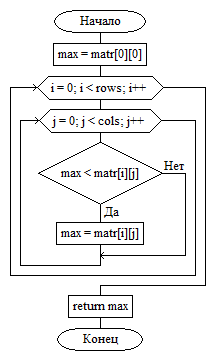 Начало
max = matr[0][0]
i = 0; i < rows; i++
j = 0; j < cols; j++
max < matr[i][j]
Нет
Да
max = matr[i][j]
return max
Конец